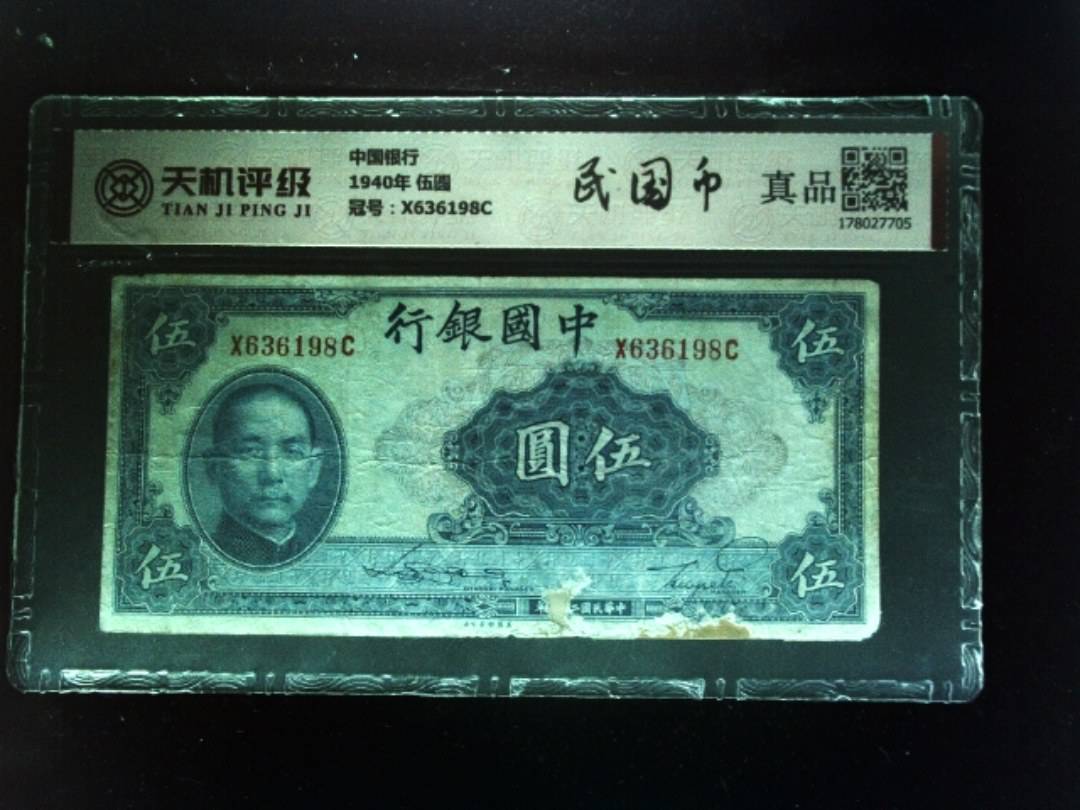 天机评级
TIAN JI PING JI
中国银行
1940年 伍圆
冠号：X636198C
民国币
真品
178027705
伍
X636198C
行銀國中
X636198C
伍
圓伍
伍
伍